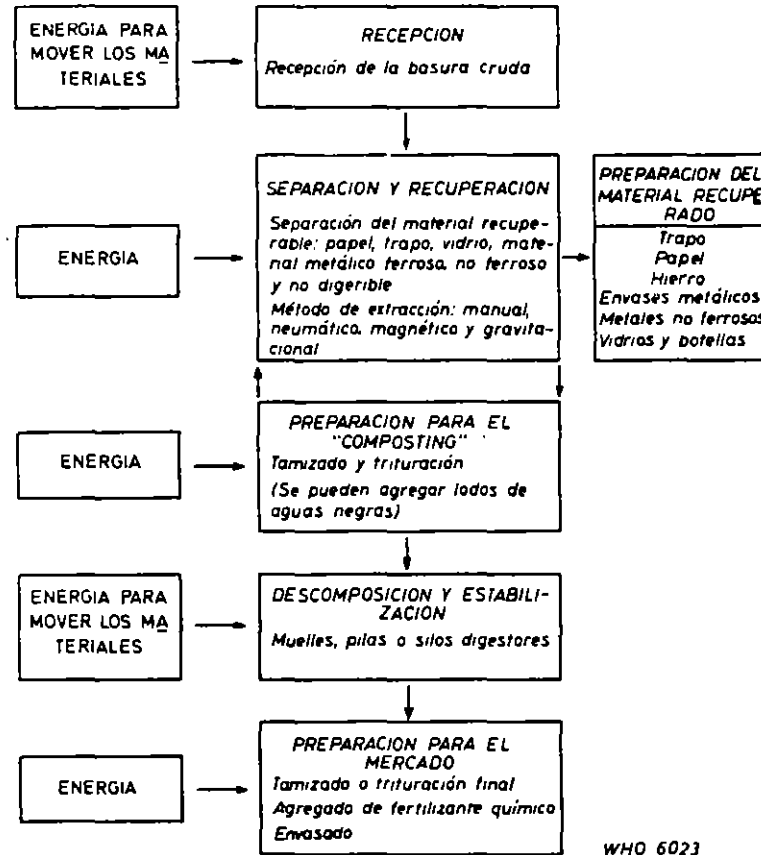 ENERGIA PARA
MOVER LOS MA
TERIALES
RECEPCION
Recepción de la basura cruda
ENERGIA
SEPARACION Y RECUPERACION
Separación del material recupe-
rable: papel, trapo, vidrio, mate-
rial metálico ferroso, no ferroso
y no digerible
Método de extracción: manual,
neumático, magnético y gravita-
cional
PREPARACION DEL
MATERIAL RECUPE
RADO
Trapo
Papel
Hierro
Envases metálicos
Metales no ferrosos
Vidrios y botellas
ENERGIA
PREPARACION PARA EL
"COMPOSTING"
Tamizado y trituración
(Se pueden agregar lodos de
aguas negras)
ENERGIA PARA
MOVER LOS MA
TERIALES
DESCOMPOSICION Y ESTABILI-
ZACION
Muelles, pilas o silos digestores
ENERGIA
PREPARACION PARA EL
MERCADO
Tamizado o trituración final
Agregado de fertilizante químico
Envasado
WHO 6023